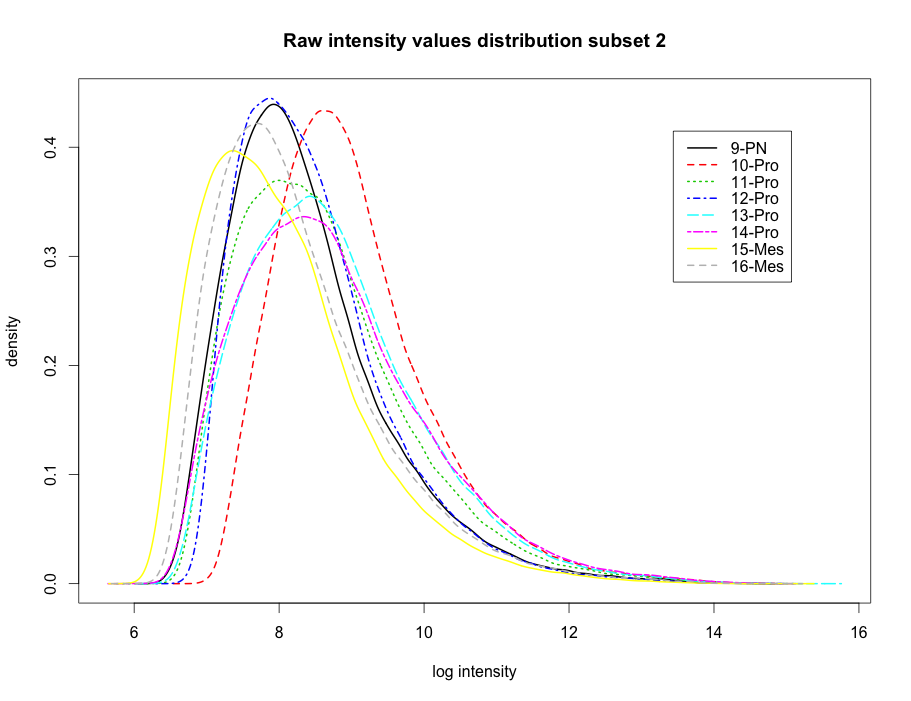 Raw intensity values distribution subset 2
density
0.0
0.1
0.2
0.3
0.4
9-PN
10-Pro
11-Pro
12-Pro
13-Pro
14-Pro
15-Mes
16-Mes
6
8
10
12
14
16
log intensity